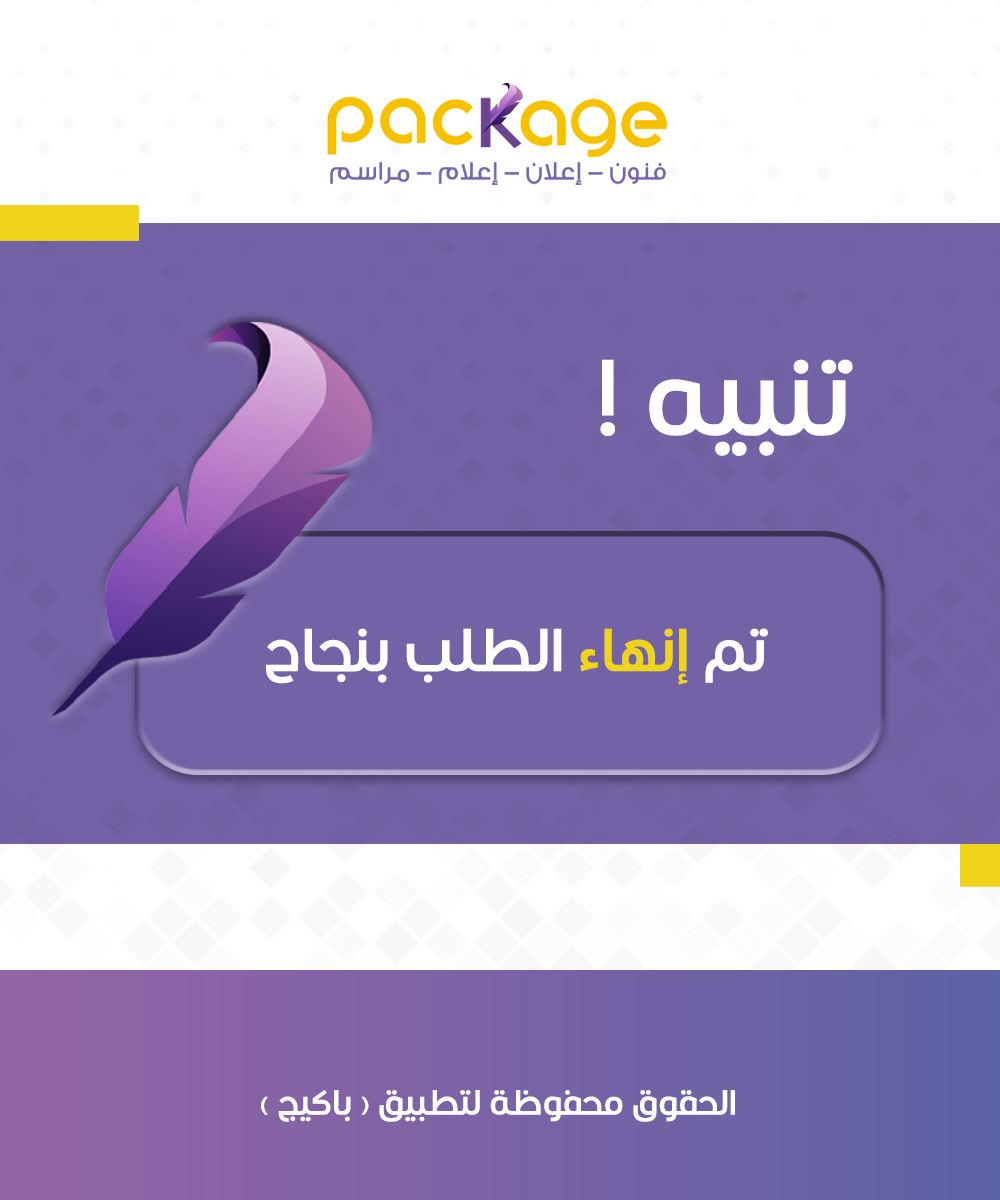 package
فنون – إعلان – إعلام – مراسم
تنبيه !
تم إنهاء الطلب بنجاح
الحقوق محفوظة لتطبيق ( باكيج )